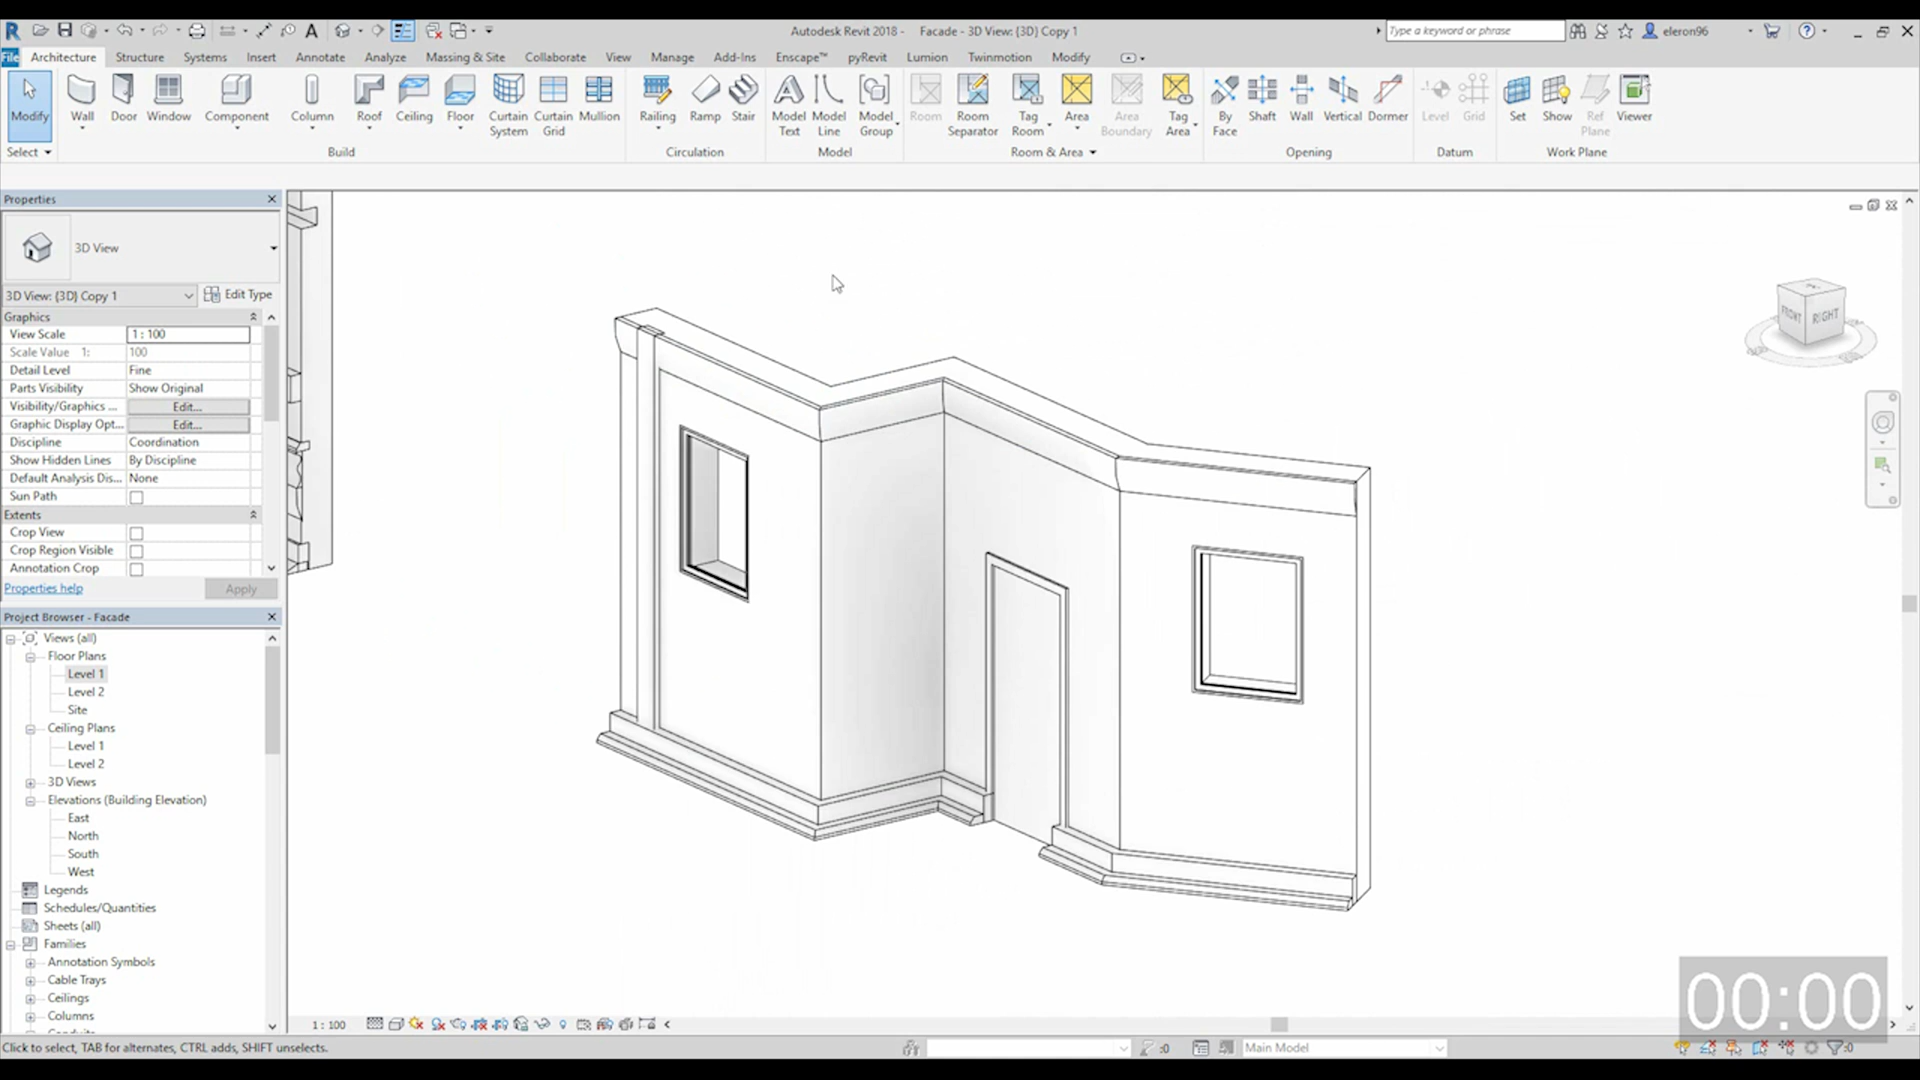 Autodesk Revit 2018 - Facade - 3D View: {3D} Copy 1
Type a keyword or phrase
eleron96
File Architecture Structure Systems Insert Annotate Analyze Massing & Site Collaborate View Manage Add-Ins Enscape™ pyRevit Lumion Twinmotion Modify
Modify Wall Door Window Component Column Roof Ceiling Floor Curtain System Curtain Grid Mullion Railing Ramp Stair Model Text Model Line Model Group Room Room Separator Tag Room Area Area Boundary Tag Area By Face Shaft Wall Vertical Dormer Level Grid Set Show Ref Plane Viewer
Select Build Circulation Model Room & Area Opening Datum Work Plane
Properties
3D View
3D View: {3D} Copy 1 Edit Type
Graphics
View Scale 1 : 100
Scale Value 1: 100
Detail Level Fine
Parts Visibility Show Original
Visibility/Graphics ... Edit...
Graphic Display Opt... Edit...
Discipline Coordination
Show Hidden Lines By Discipline
Default Analysis Dis... None
Sun Path
Extents
Crop View
Crop Region Visible
Annotation Crop
Properties help Apply
Project Browser - Facade
Views (all)
Floor Plans
Level 1
Level 2
Site
Ceiling Plans
Level 1
Level 2
3D Views
Elevations (Building Elevation)
East
North
South
West
Legends
Schedules/Quantities
Sheets (all)
Families
Annotation Symbols
Cable Trays
Ceilings
Columns
FRONT RIGHT
00:00
1 : 100
Click to select, TAB for alternates, CTRL adds, SHIFT unselects.
:0 Main Model :0